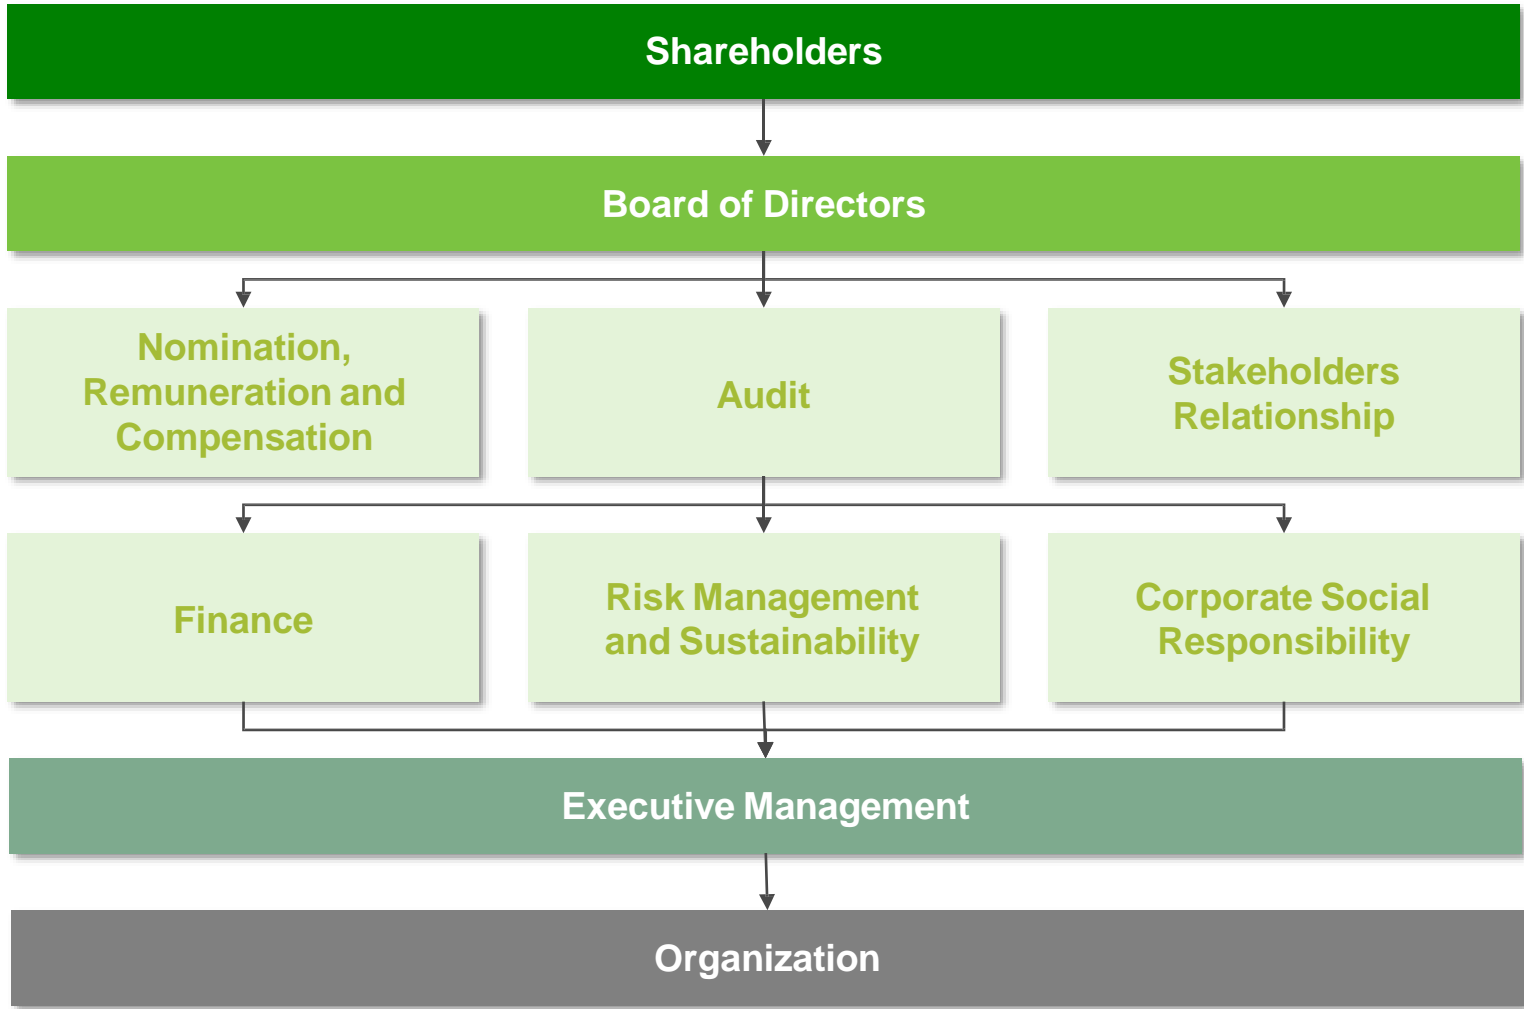 Shareholders
Board of Directors
Nomination,
Remuneration and
Compensation
Audit
Stakeholders
Relationship
Finance
Risk Management
and Sustainability
Corporate Social
Responsibility
Executive Management
Organization